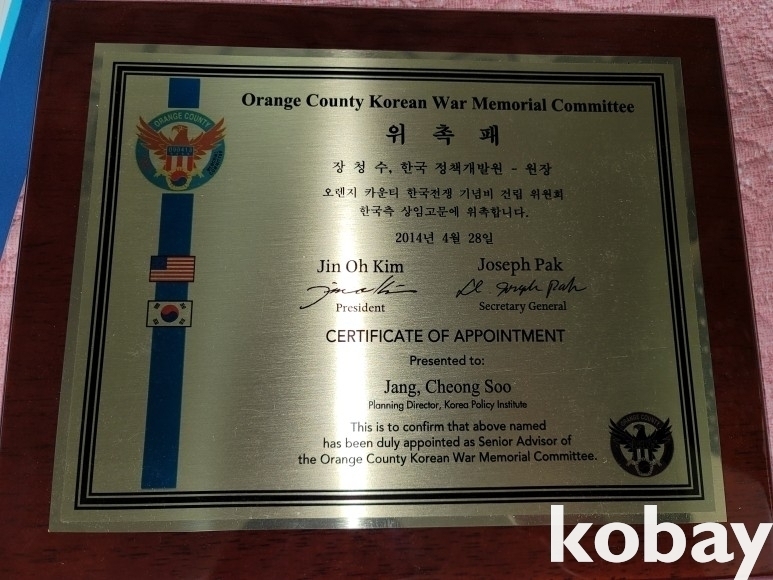 Orange County Korean War Memorial Committee
위 촉 패
장 청 수, 한국 정책개발원 - 원장
오렌지 카운티 한국전쟁 기념비 건립 위원회
한국측 상임고문에 위촉합니다.
2014년 4월 28일
Jin Oh Kim
Joseph Pak
President
Secretary General
CERTIFICATE OF APPOINTMENT
Presented to:
Jang, Cheong Soo
Planning Director, Korea Policy Institute
This is to confirm that above named
has been duly appointed as Senior Advisor of
the Orange County Korean War Memorial Committee.
ORANGE COUNTY
ORANGE COUNTY
kobay